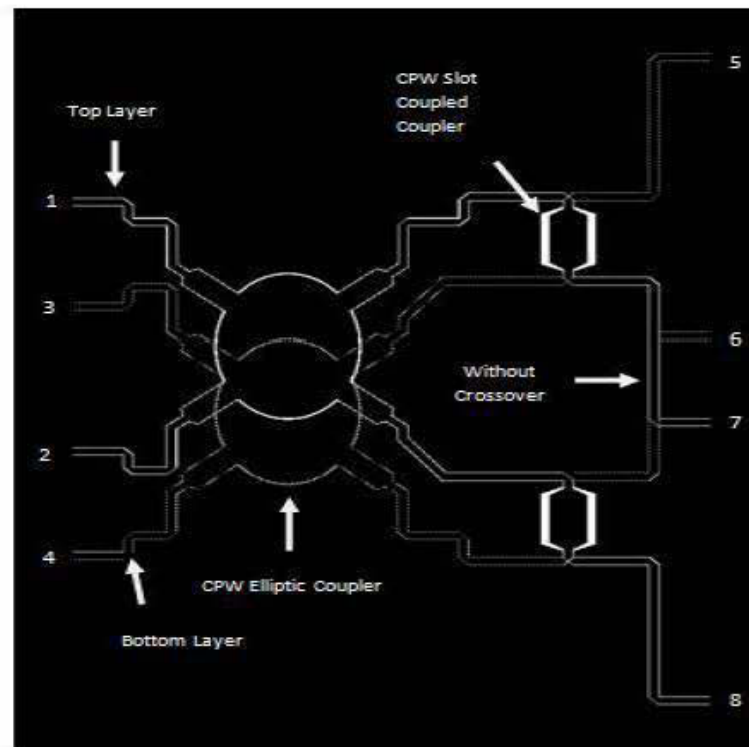 5
CPW Slot
Coupled
Coupler
Top Layer
1
3
6
Without
Crossover
7
2
4
CPW Elliptic Coupler
Bottom Layer
8